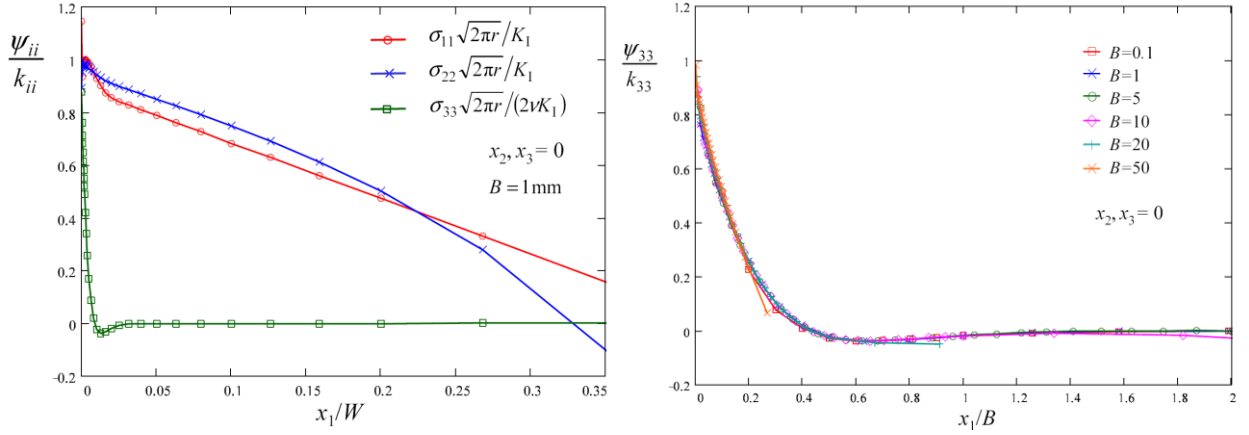 1.2
1
0.8
0.6
0.4
0.2
0
-0.2
ψii
kii
σ11√2πr/K1
σ22√2πr/K1
σ33√2πr/(2νK1)
x2, x3 = 0
B = 1mm
0 0.05 0.1 0.15 0.2 0.25 0.3 0.35
x1/W
1.2
1
0.8
0.6
0.4
0.2
0
-0.2
ψ33
k33
B=0.1
B=1
B=5
B=10
B=20
B=50
x2, x3 = 0
0 0.2 0.4 0.6 0.8 1 1.2 1.4 1.6 1.8 2
x1/B